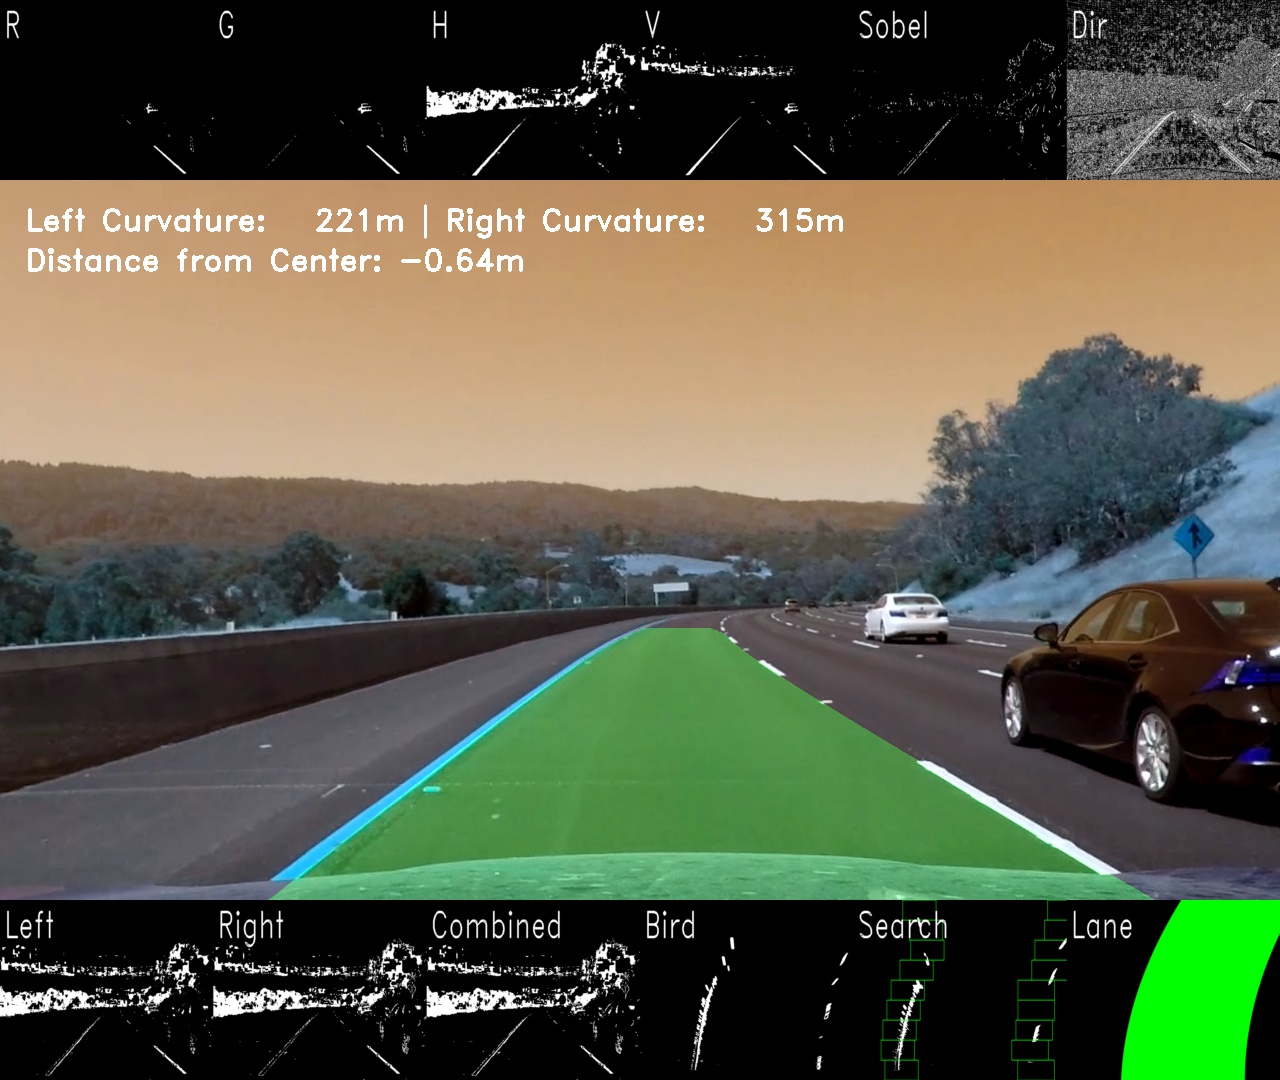 R G H V Sobel Dir
Left Curvature: 221m | Right Curvature: 315m
Distance from Center: -0.64m
Left Right Combined Bird Search Lane